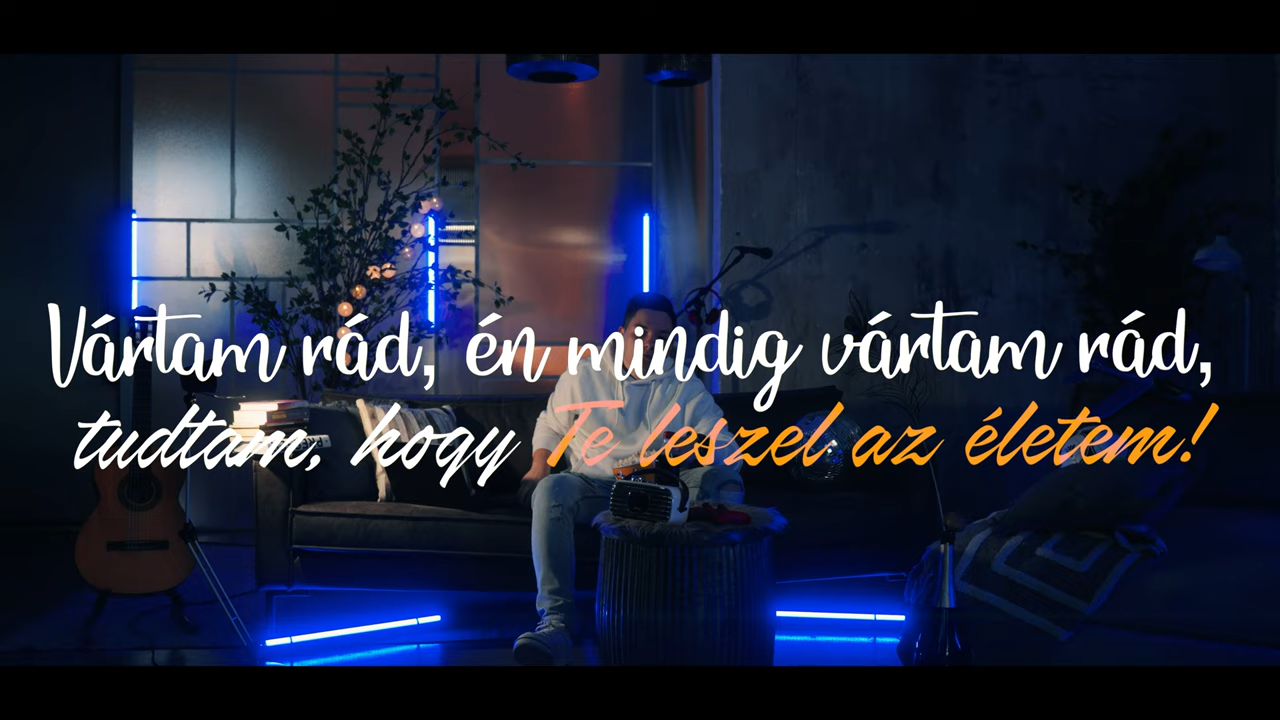 Vártam rád, én mindig vártam rád,
tudtam, hogy Te leszel az életem!